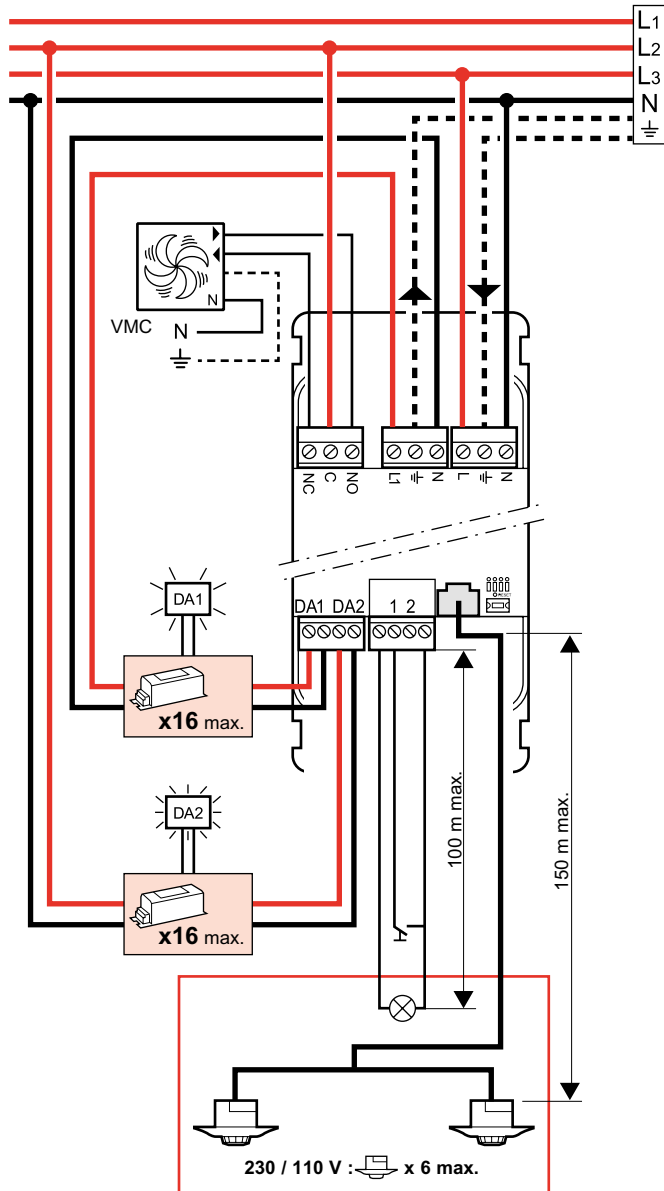 L1
L2
L3
N
N
VMC
N
NC
C
NO
L1
N
L
N
DA1
DA1 DA2
1 2
RESET
x16 max.
DA2
x16 max.
100 m max.
150 m max.
230 / 110 V : x 6 max.